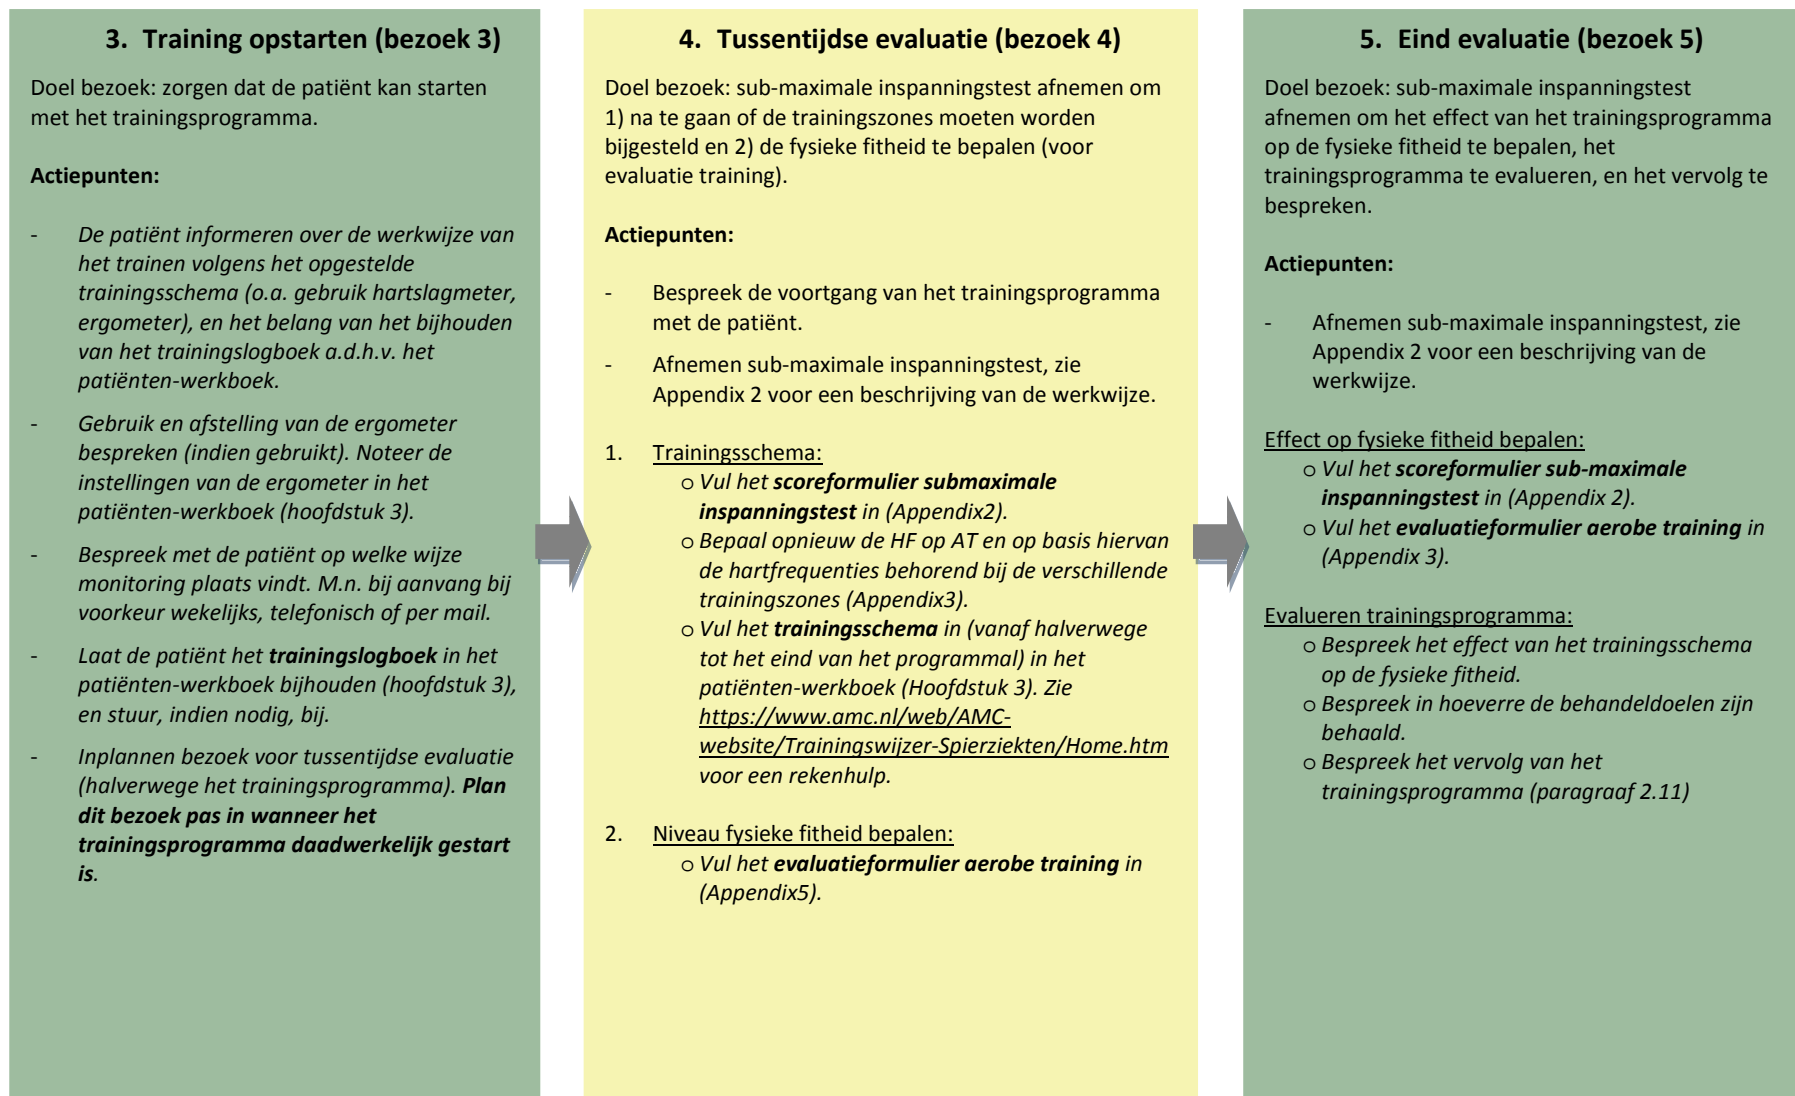 3. Training opstarten (bezoek 3)
Doel bezoek: zorgen dat de patiënt kan starten
met het trainingsprogramma.
Actiepunten:
- De patiënt informeren over de werkwijze van
het trainen volgens het opgestelde
trainingsschema (o.a. gebruik hartslagmeter,
ergometer), en het belang van het bijhouden
van het trainingslogboek a.d.h.v. het
patiënten-werkboek.
- Gebruik en afstelling van de ergometer
bespreken (indien gebruikt). Noteer de
instellingen van de ergometer in het
patiënten-werkboek (hoofdstuk 3).
- Bespreek met de patiënt op welke wijze
monitoring plaats vindt. M.n. bij aanvang bij
voorkeur wekelijks, telefonisch of per mail.
- Laat de patiënt het trainingslogboek in het
patiënten-werkboek bijhouden (hoofdstuk 3),
en stuur, indien nodig, bij.
- Inplannen bezoek voor tussentijdse evaluatie
(halverwege het trainingsprogramma). Plan
dit bezoek pas in wanneer het
trainingsprogramma daadwerkelijk gestart
is.
4. Tussentijdse evaluatie (bezoek 4)
Doel bezoek: sub-maximale inspanningstest afnemen om
1) na te gaan of de trainingszones moeten worden
bijgesteld en 2) de fysieke fitheid te bepalen (voor
evaluatie training).
Actiepunten:
- Bespreek de voortgang van het trainingsprogramma
met de patiënt.
- Afnemen sub-maximale inspanningstest, zie
Appendix 2 voor een beschrijving van de werkwijze.
1. Trainingsschema:
o Vul het scoreformulier submaximale
inspanningstest in (Appendix2).
o Bepaal opnieuw de HF op AT en op basis hiervan
de hartfrequenties behorend bij de verschillende
trainingszones (Appendix3).
o Vul het trainingsschema in (vanaf halverwege
tot het eind van het programmal) in het
patiënten-werkboek (Hoofdstuk 3). Zie
https://www.amc.nl/web/AMC-
website/Trainingswijzer-Spierziekten/Home.htm
voor een rekenhulp.
2. Niveau fysieke fitheid bepalen:
o Vul het evaluatieformulier aerobe training in
(Appendix5).
5. Eind evaluatie (bezoek 5)
Doel bezoek: sub-maximale inspanningstest
afnemen om het effect van het trainingsprogramma
op de fysieke fitheid te bepalen, het
trainingsprogramma te evalueren, en het vervolg te
bespreken.
Actiepunten:
- Afnemen sub-maximale inspanningstest, zie
Appendix 2 voor een beschrijving van de
werkwijze.
Effect op fysieke fitheid bepalen:
o Vul het scoreformulier sub-maximale
inspanningstest in (Appendix 2).
o Vul het evaluatieformulier aerobe training in
(Appendix 3).
Evalueren trainingsprogramma:
o Bespreek het effect van het trainingsschema
op de fysieke fitheid.
o Bespreek in hoeverre de behandeldoelen zijn
behaald.
o Bespreek het vervolg van het
trainingsprogramma (paragraaf 2.11)